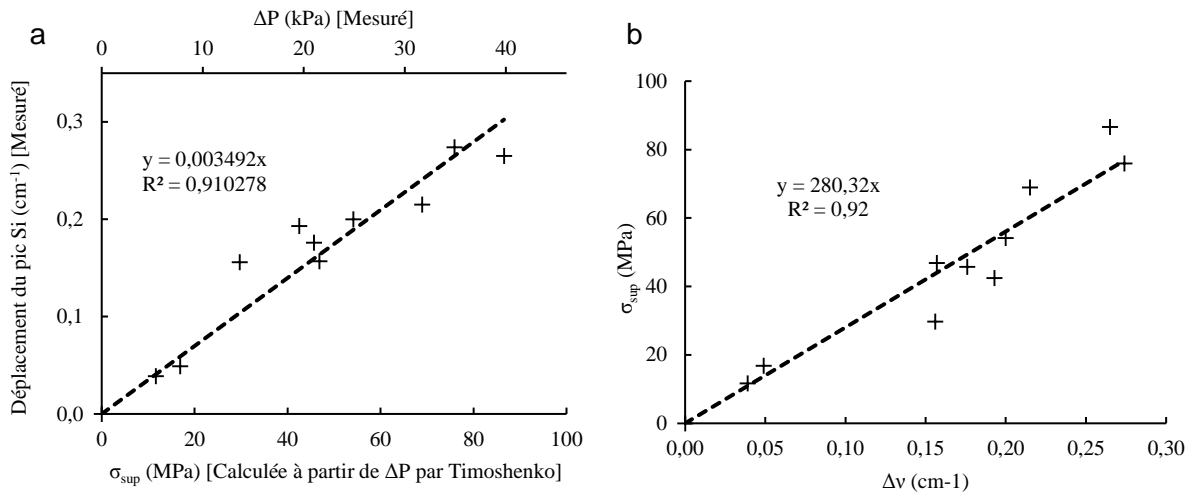 a
ΔP (kPa) [Mesuré]
0 10 20 30 40
Déplacement du pic Si (cm⁻¹) [Mesuré]
0,3
0,2
0,1
0,0
y = 0,003492x
R² = 0,910278
0 20 40 60 80 100
σsup (MPa) [Calculée à partir de ΔP par Timoshenko]
b
σsup (MPa)
100
80
60
40
20
0
y = 280,32x
R² = 0,92
0,00 0,05 0,10 0,15 0,20 0,25 0,30
Δν (cm-1)